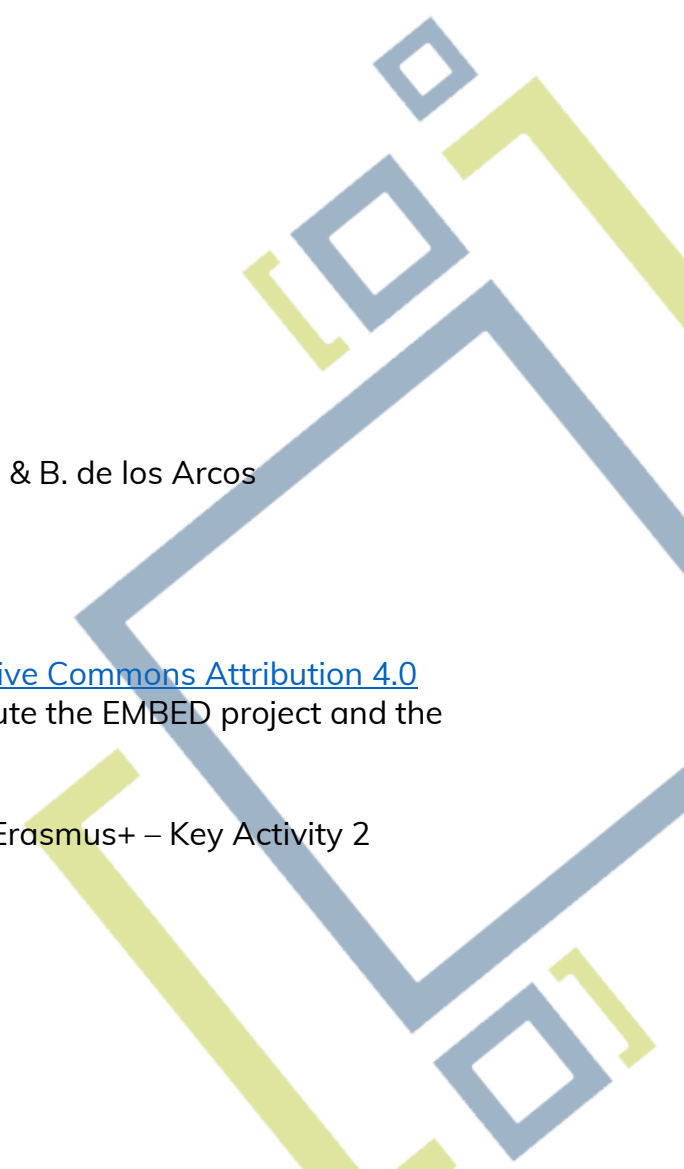 & B. de los Arcos
ive Commons Attribution 4.0
ute the EMBED project and the
Erasmus+ – Key Activity 2